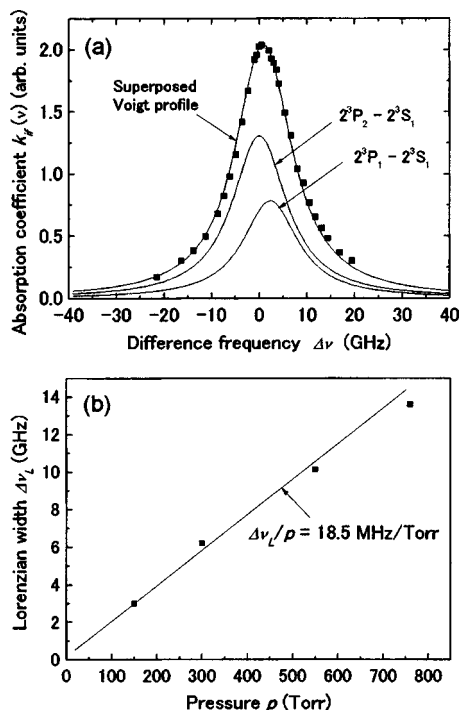 (a)
Absorption coefficient k_if(ν) (arb. units)
2.0
1.5
1.0
0.5
0.0
Superposed
Voigt profile
2³P₂ − 2³S₁
2³P₁ − 2³S₁
-40 -30 -20 -10 0 10 20 30 40
Difference frequency Δν (GHz)
(b)
Lorenzian width Δν_L (GHz)
14
12
10
8
6
4
2
0
Δν_L/p = 18.5 MHz/Torr
0 100 200 300 400 500 600 700 800
Pressure p (Torr)